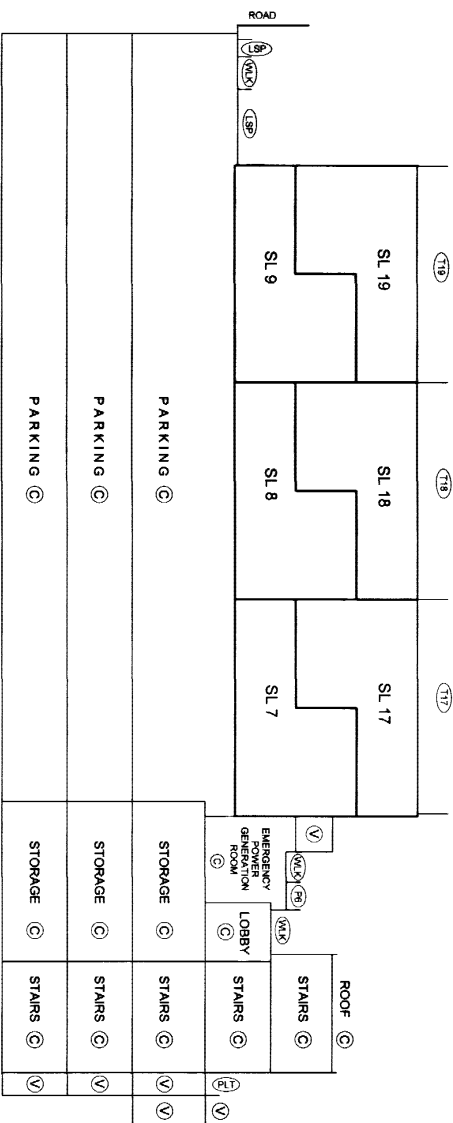 ROAD
LSP
WLK
LSP
T19
T18
T17
SL 19
SL 9
SL 18
SL 8
SL 17
SL 7
PARKING C
PARKING C
PARKING C
V
WLK
P6
WLK
EMERGENCY
POWER
GENERATION
ROOM
C
LOBBY
C
STORAGE C
STORAGE C
STORAGE C
ROOF C
STAIRS C
STAIRS C
STAIRS C
STAIRS C
STAIRS C
PLT
V
V
V
V
V